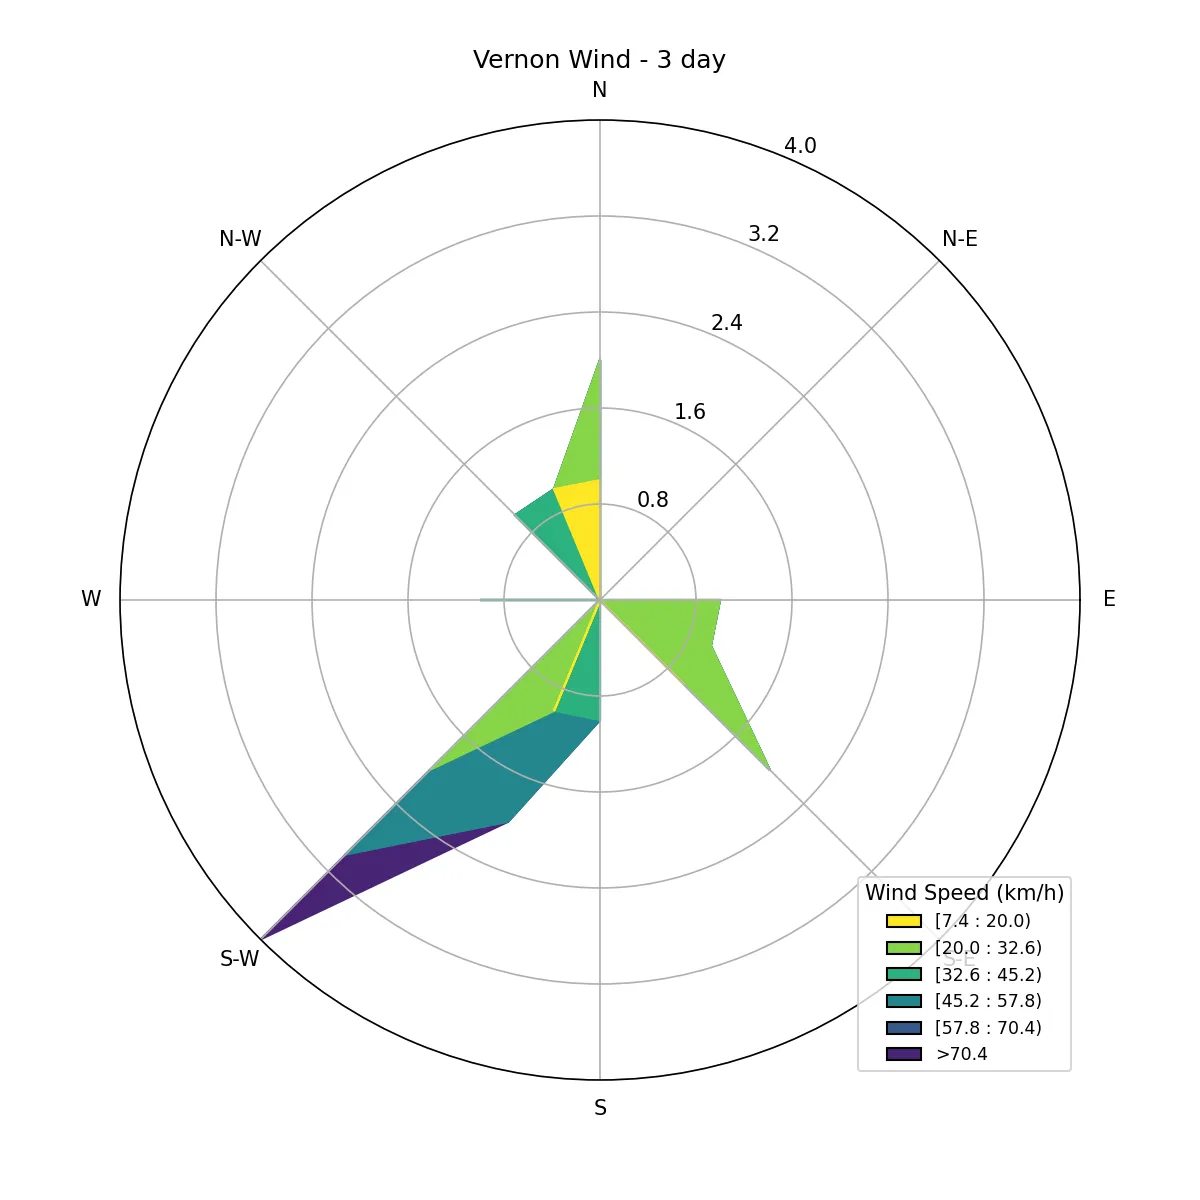 Vernon Wind - 3 day
N
4.0
N-W
3.2
N-E
2.4
1.6
0.8
W
E
S-W
S-E
S
Wind Speed (km/h)
[7.4 : 20.0)
[20.0 : 32.6)
[32.6 : 45.2)
[45.2 : 57.8)
[57.8 : 70.4)
>70.4